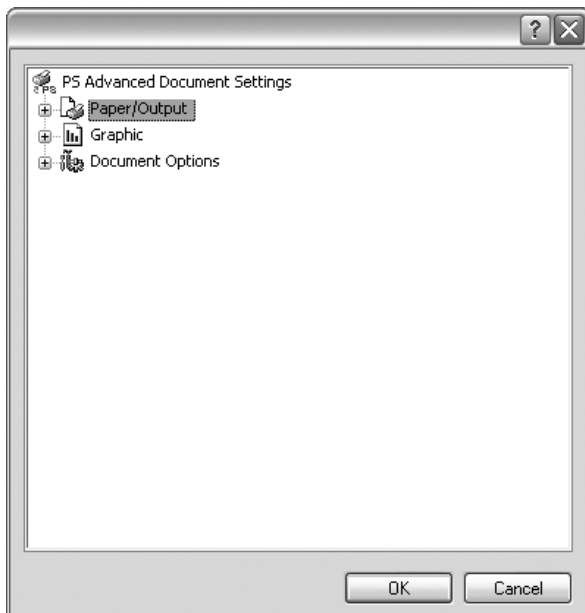 PS Advanced Document Settings
Paper/Output
Graphic
Document Options
OK
Cancel